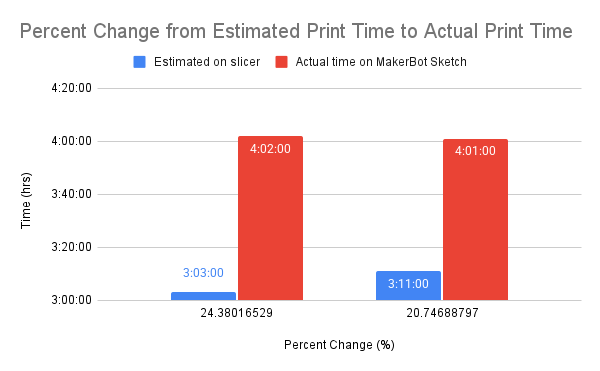 Percent Change from Estimated Print Time to Actual Print Time
Estimated on slicer Actual time on MakerBot Sketch
4:20:00
4:00:00
3:40:00
3:20:00
3:00:00
Time (hrs)
3:03:00
4:02:00
3:11:00
4:01:00
24.38016529 20.74688797
Percent Change (%)